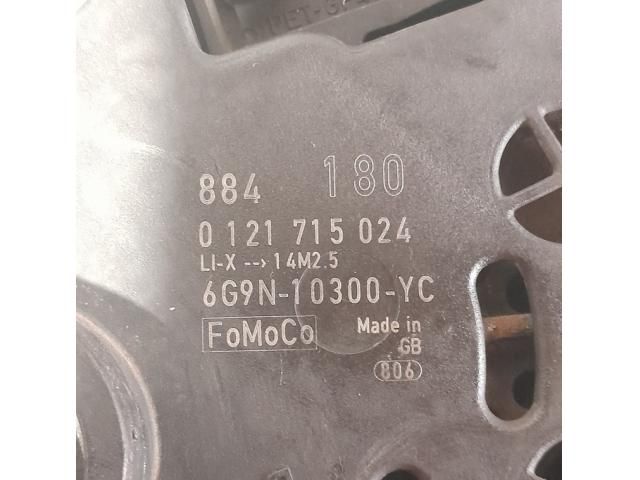 884 180
0 121 715 024
LI-X --> 14M2.5
6G9N-10300-YC
FoMoCo Made in
GB
806